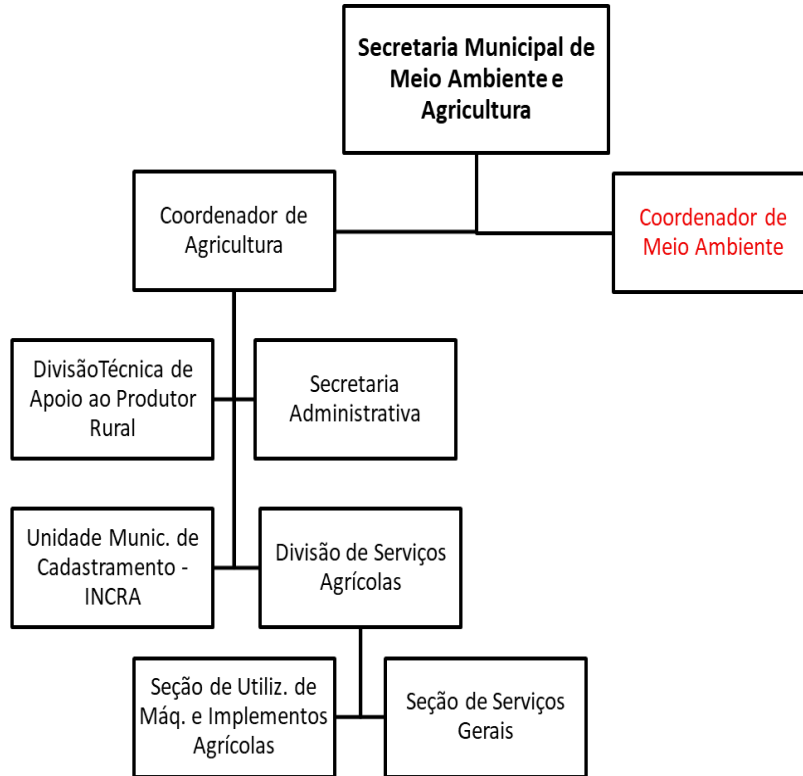 Secretaria Municipal de
Meio Ambiente e
Agricultura
Coordenador de
Agricultura
Coordenador de
Meio Ambiente
DivisãoTécnica de
Apoio ao Produtor
Rural
Secretaria
Administrativa
Unidade Munic. de
Cadastramento -
INCRA
Divisão de Serviços
Agrícolas
Seção de Utiliz. de
Máq. e Implementos
Agrícolas
Seção de Serviços
Gerais